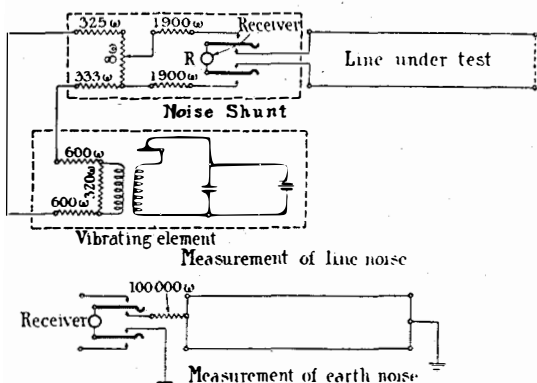 325ω 1900ω Receiver
8ω R Line under test
333ω 1900ω
Noise Shunt
600ω
320ω
600ω
Vibrating element
Measurement of line noise
100000ω
Receiver
Measurement of earth noise